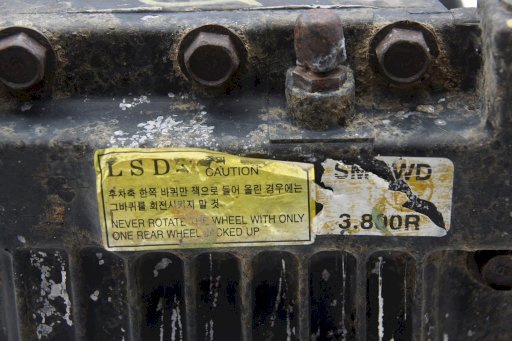 LSD
CAUTION
후차축 한쪽 바퀴만 잭으로 들어 올린 경우에는
그바퀴를 회전시키지 말 것.
NEVER ROTATE THE WHEEL WITH ONLY
ONE REAR WHEEL JACKED UP
3.800R